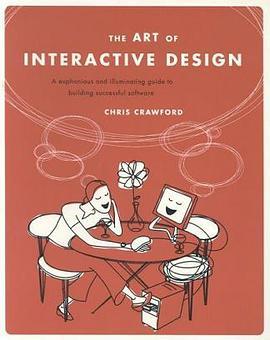 THE ART OF
INTERACTIVE DESIGN
A euphonious and illuminating guide to
building successful software
CHRIS CRAWFORD